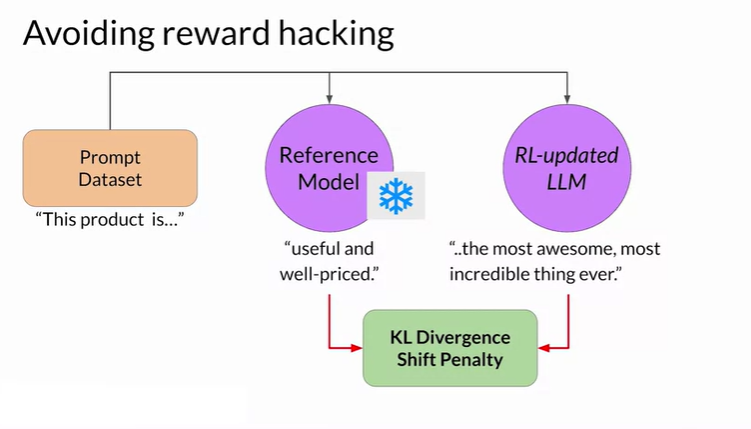 Avoiding reward hacking
Prompt
Dataset
“This product is...”
Reference
Model
“useful and
well-priced.”
RL-updated
LLM
“..the most awesome, most
incredible thing ever.”
KL Divergence
Shift Penalty